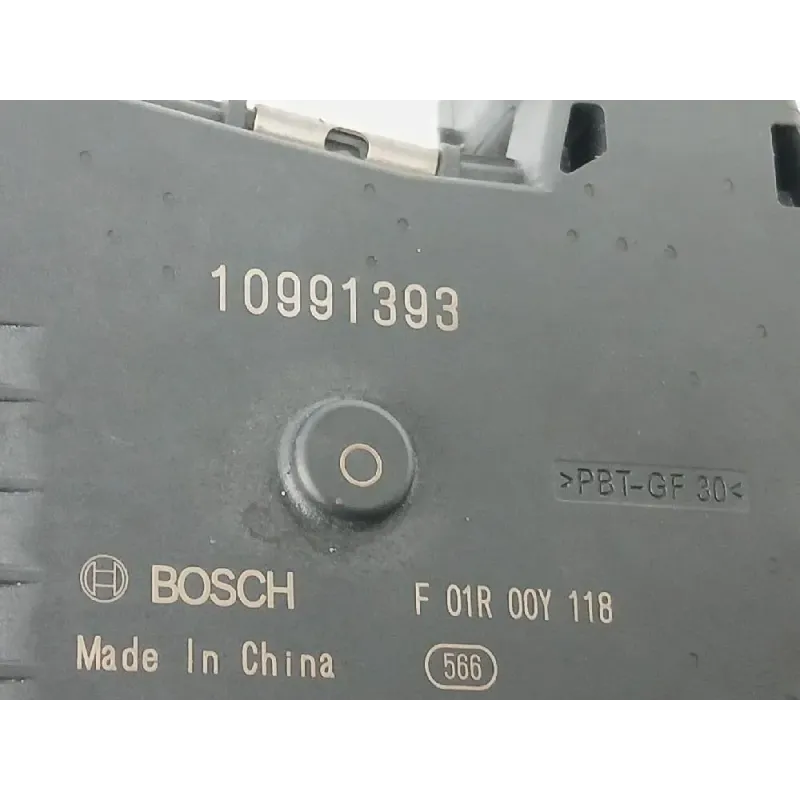 10991393
O
>PBT-GF 30<
BOSCH F 01R 00Y 118
Made In China 566